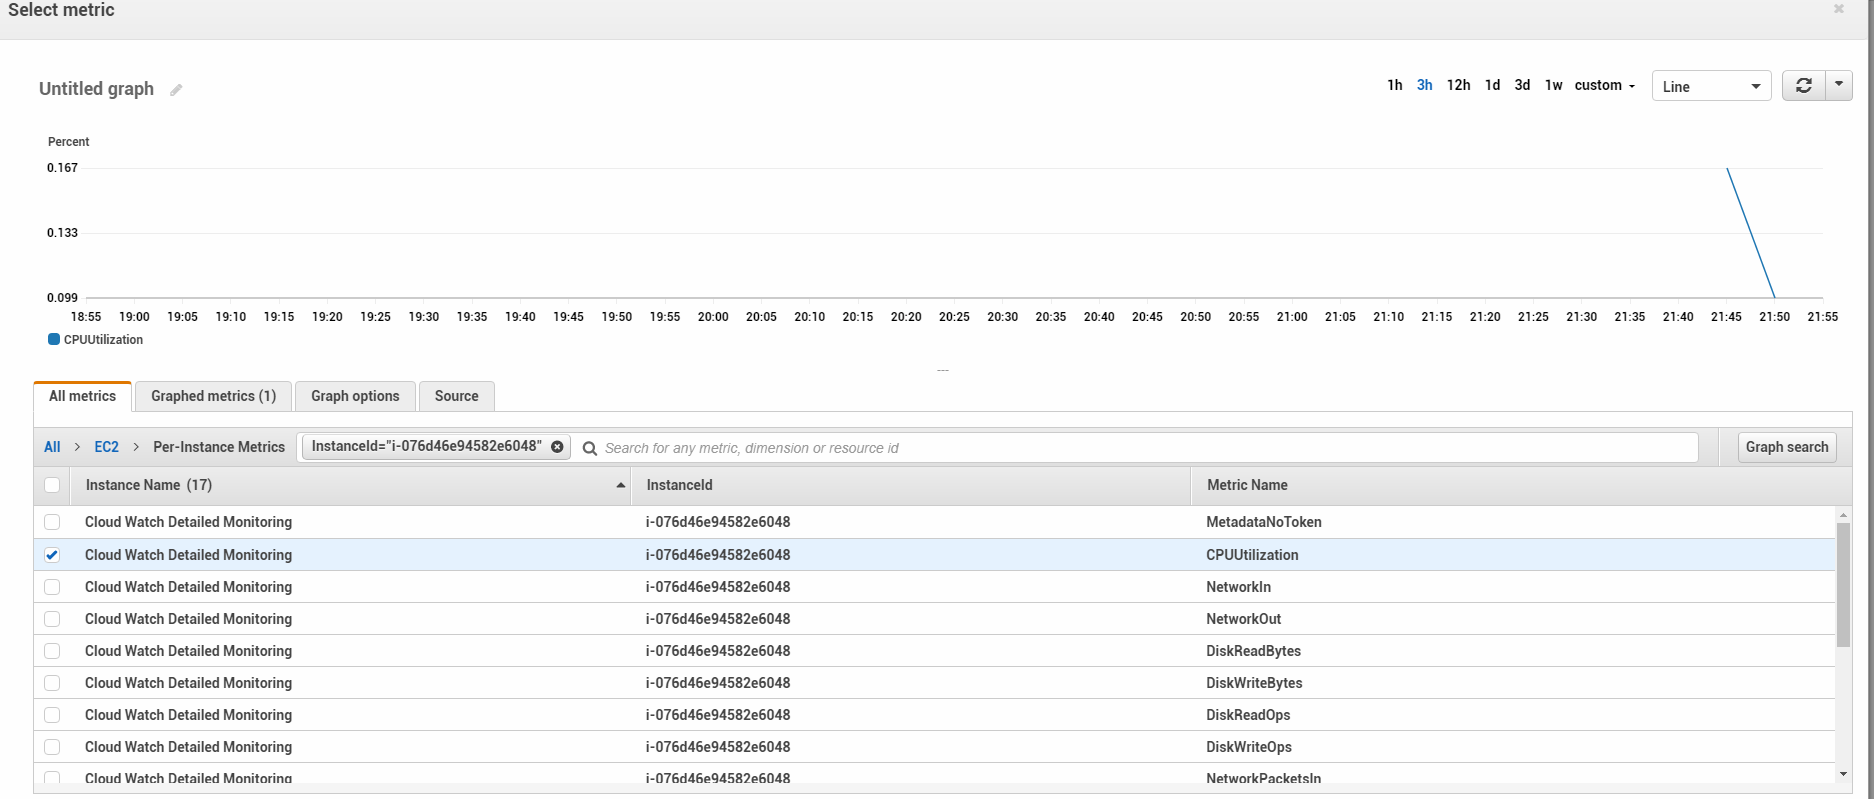 Select metric
Untitled graph
1h 3h 12h 1d 3d 1w custom Line
Percent
0.167
0.133
0.099
18:55 19:00 19:05 19:10 19:15 19:20 19:25 19:30 19:35 19:40 19:45 19:50 19:55 20:00 20:05 20:10 20:15 20:20 20:25 20:30 20:35 20:40 20:45 20:50 20:55 21:00 21:05 21:10 21:15 21:20 21:25 21:30 21:35 21:40 21:45 21:50 21:55
CPUUtilization
All metrics Graphed metrics (1) Graph options Source
All > EC2 > Per-Instance Metrics InstanceId="i-076d46e94582e6048" Search for any metric, dimension or resource id Graph search
Instance Name (17) InstanceId Metric Name
Cloud Watch Detailed Monitoring i-076d46e94582e6048 MetadataNoToken
Cloud Watch Detailed Monitoring i-076d46e94582e6048 CPUUtilization
Cloud Watch Detailed Monitoring i-076d46e94582e6048 NetworkIn
Cloud Watch Detailed Monitoring i-076d46e94582e6048 NetworkOut
Cloud Watch Detailed Monitoring i-076d46e94582e6048 DiskReadBytes
Cloud Watch Detailed Monitoring i-076d46e94582e6048 DiskWriteBytes
Cloud Watch Detailed Monitoring i-076d46e94582e6048 DiskReadOps
Cloud Watch Detailed Monitoring i-076d46e94582e6048 DiskWriteOps
Cloud Watch Detailed Monitoring i-076d46e94582e6048 NetworkPacketsIn